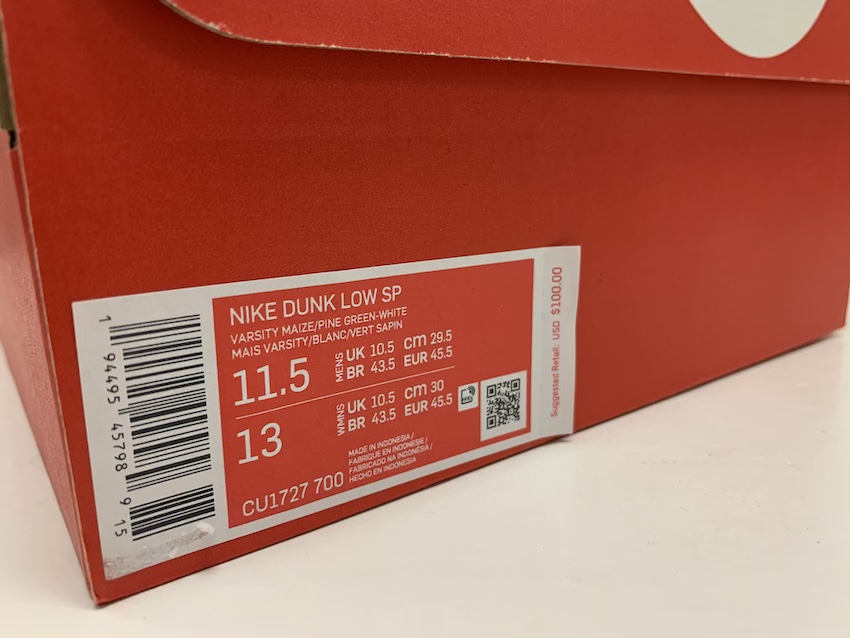 1 94495 45798 9 15
NIKE DUNK LOW SP
VARSITY MAIZE/PINE GREEN-WHITE
MAIS VARSITY/BLANC/VERT SAPIN
11.5
MENS
UK 10.5 cm 29.5
BR 43.5 EUR 45.5
13
WMNS
UK 10.5 cm 30
BR 43.5 EUR 45.5
CU1727 700
MADE IN INDONESIA /
FABRIQUE EN INDONESIE /
FABRICADO NA INDONÉSIA /
HECHO EN INDONESIA
Suggested Retail: USD $100.00